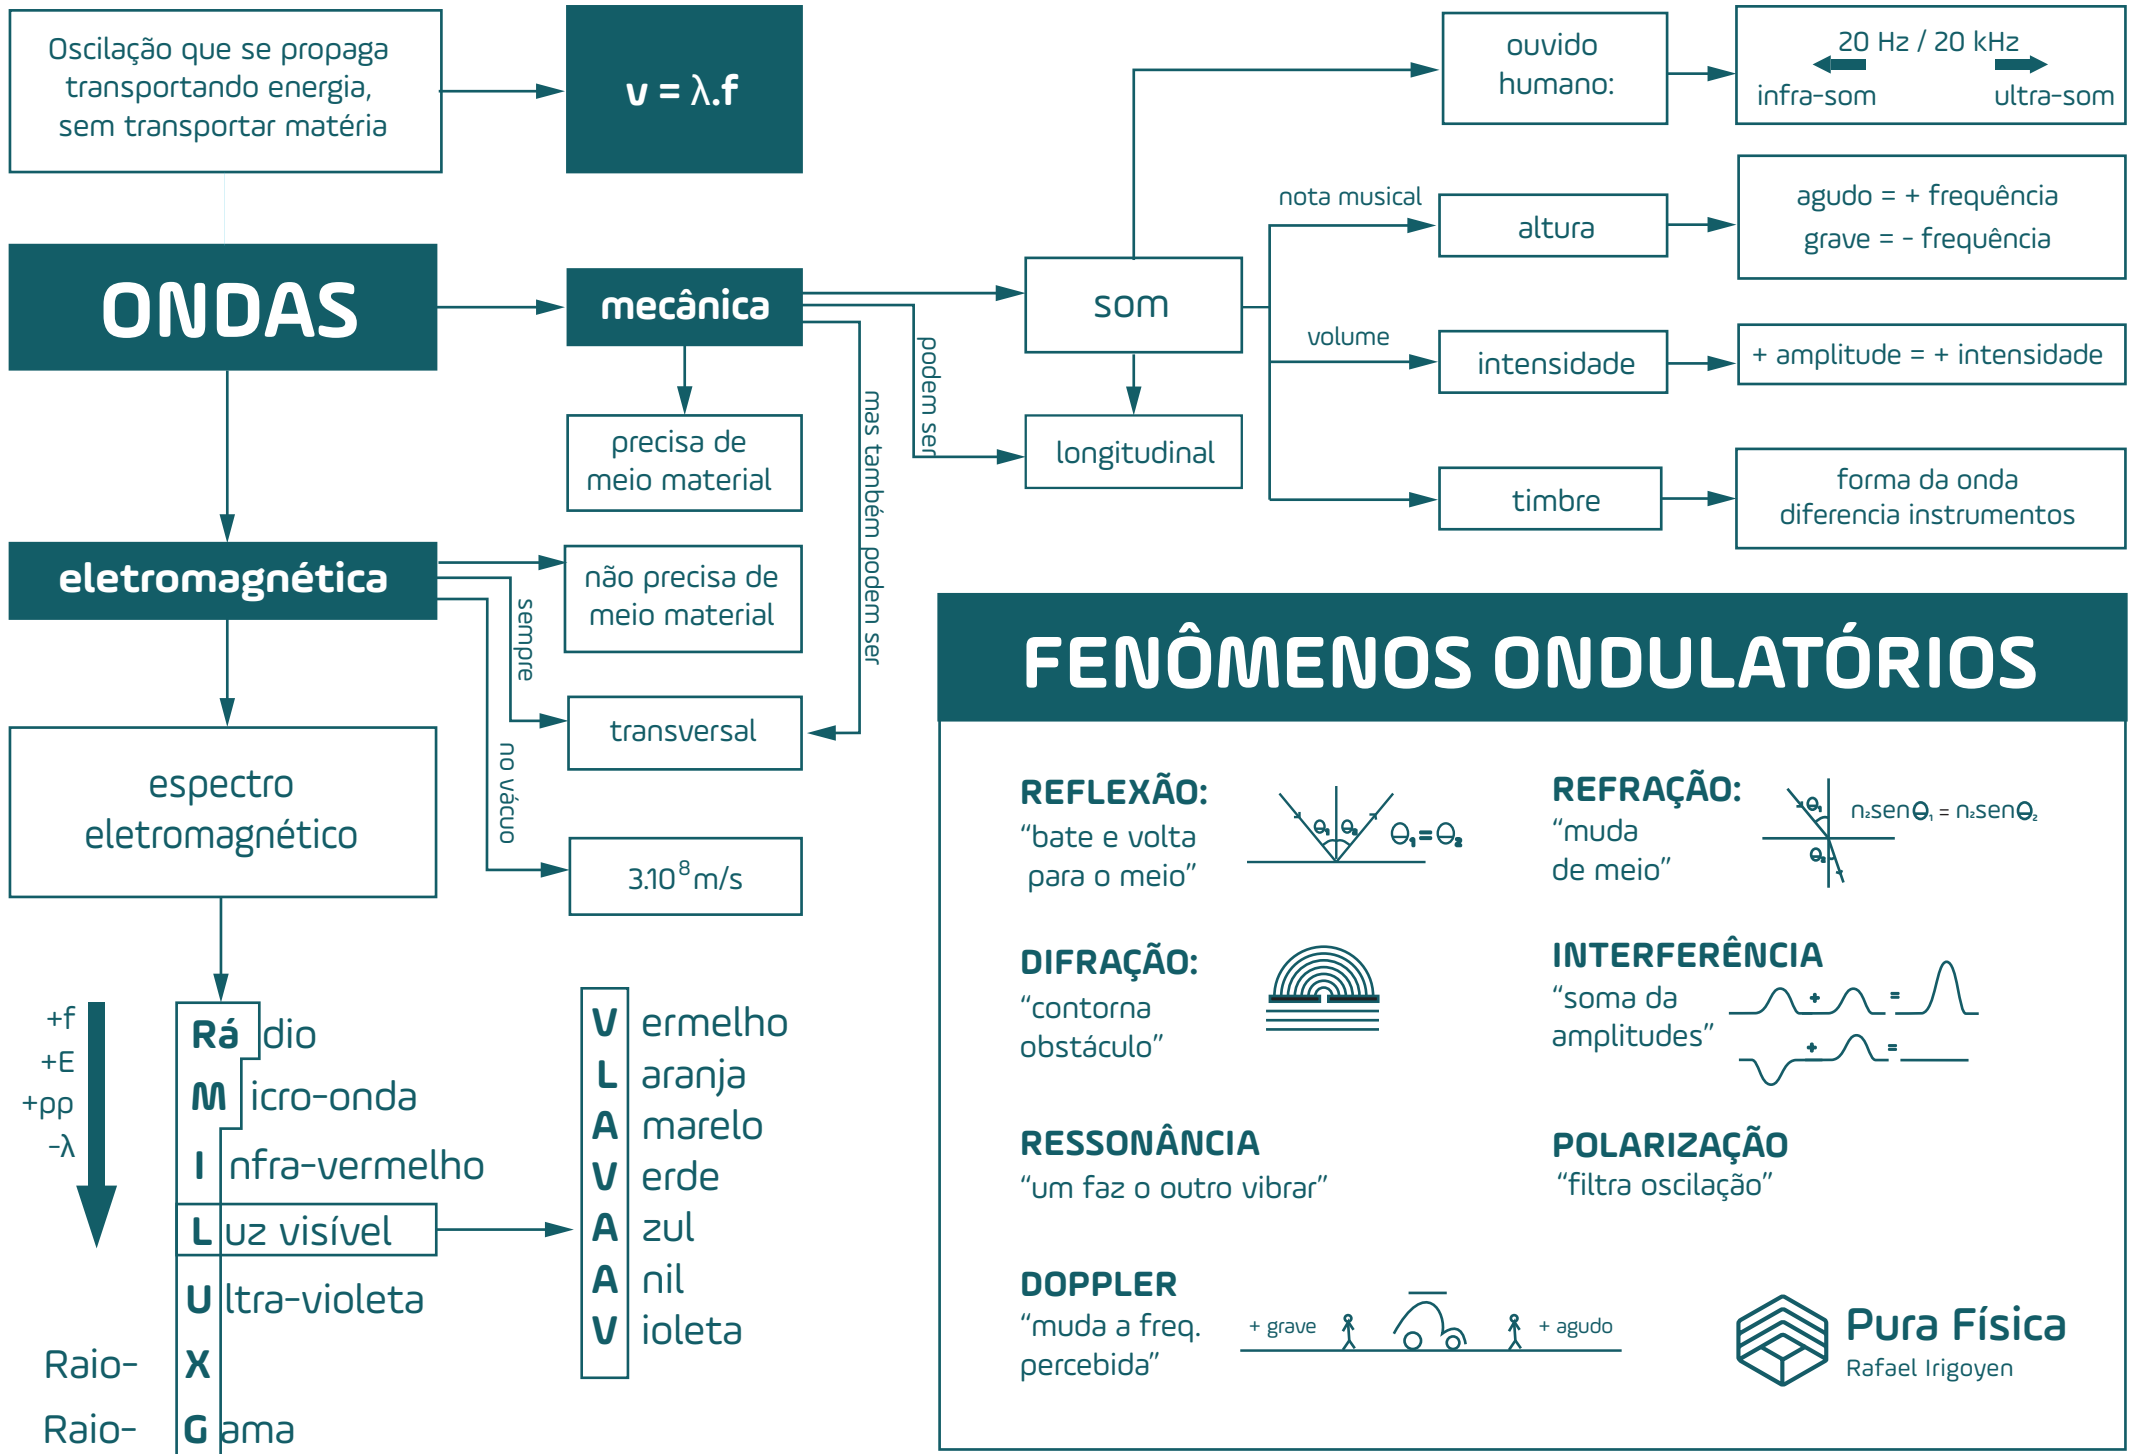 Oscilação que se propaga
transportando energia,
sem transportar matéria
v = λ.f
ONDAS
mecânica
precisa de
meio material
podem ser
mas também podem ser
som
longitudinal
ouvido
humano:
20 Hz / 20 kHz
infra-som
ultra-som
nota musical
altura
agudo = + frequência
grave = - frequência
volume
intensidade
+ amplitude = + intensidade
timbre
forma da onda
diferencia instrumentos
eletromagnética
não precisa de
meio material
sempre
transversal
no vácuo
3.10⁸m/s
espectro
eletromagnético
+f
+E
+pp
-λ
Rádio
Micro-onda
Infra-vermelho
Luz visível
Ultra-violeta
Raio-X
Raio-Gama
Vermelho
Laranja
Amarelo
Verde
Azul
Anil
Violeta
FENÔMENOS ONDULATÓRIOS
REFLEXÃO:
“bate e volta
para o meio”
Θ₁ Θ₂
Θ₁=Θ₂
REFRAÇÃO:
“muda
de meio”
Θ₁
Θ₂
n₂senΘ₁ = n₂senΘ₂
DIFRAÇÃO:
“contorna
obstáculo”
INTERFERÊNCIA
“soma da
amplitudes”
+ =
+ =
RESSONÂNCIA
“um faz o outro vibrar”
POLARIZAÇÃO
“filtra oscilação”
DOPPLER
“muda a freq.
percebida”
+ grave
+ agudo
Pura Física
Rafael Irigoyen